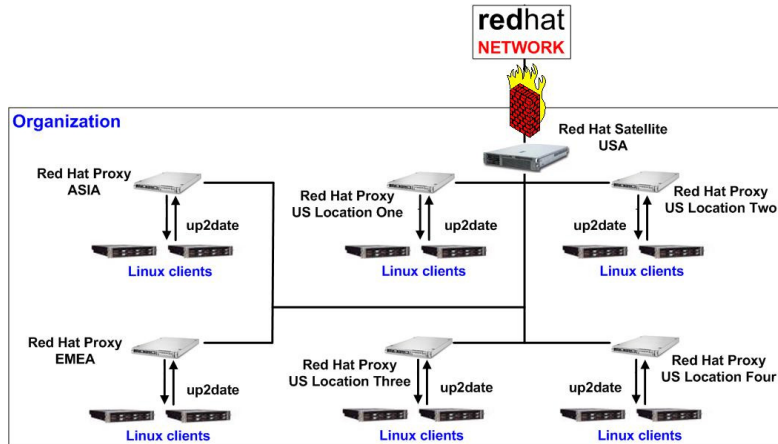 redhat
NETWORK
Organization
Red Hat Satellite
USA
Red Hat Proxy
ASIA
Red Hat Proxy
US Location One
Red Hat Proxy
US Location Two
up2date
up2date
up2date
Linux clients
Linux clients
Linux clients
Red Hat Proxy
EMEA
Red Hat Proxy
US Location Three
Red Hat Proxy
US Location Four
up2date
up2date
up2date
Linux clients
Linux clients
Linux clients